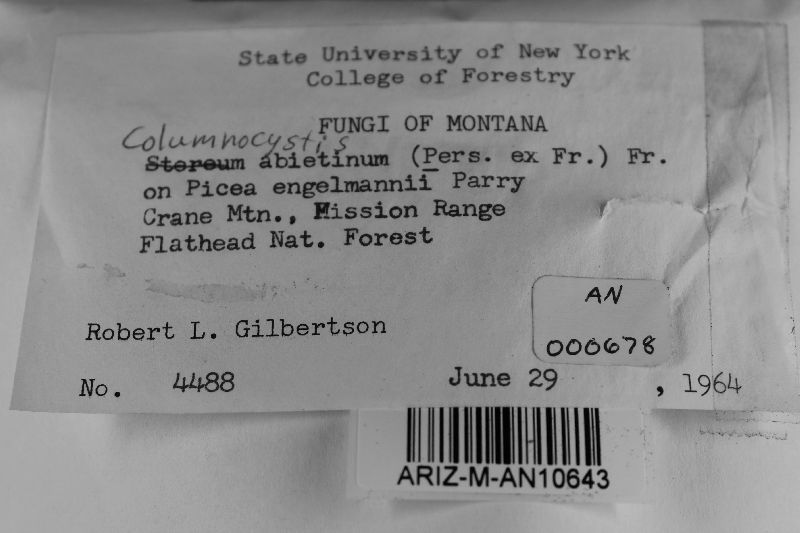 State University of New York
College of Forestry
FUNGI OF MONTANA
Columnocystis
Stereum abietinum (Pers. ex Fr.) Fr.
on Picea engelmannii Parry
Crane Mtn., Mission Range
Flathead Nat. Forest
Robert L. Gilbertson
AN
000678
No. 4488 June 29, 1964
ARIZ-M-AN10643